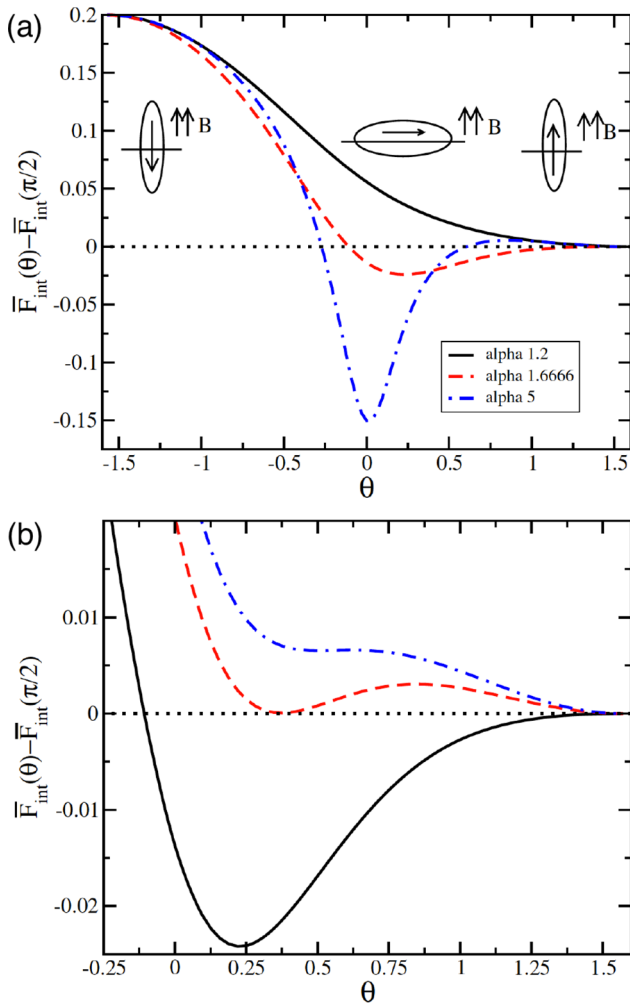 (a)
0.2
0.15
0.1
0.05
0
-0.05
-0.1
-0.15
F̅int(θ)−F̅int(π/2)
B
B
B
alpha 1.2
alpha 1.6666
alpha 5
-1.5 -1 -0.5 0 0.5 1 1.5
θ
(b)
0.01
0
-0.01
-0.02
F̅int(θ)−F̅int(π/2)
-0.25 0 0.25 0.5 0.75 1 1.25 1.5
θ